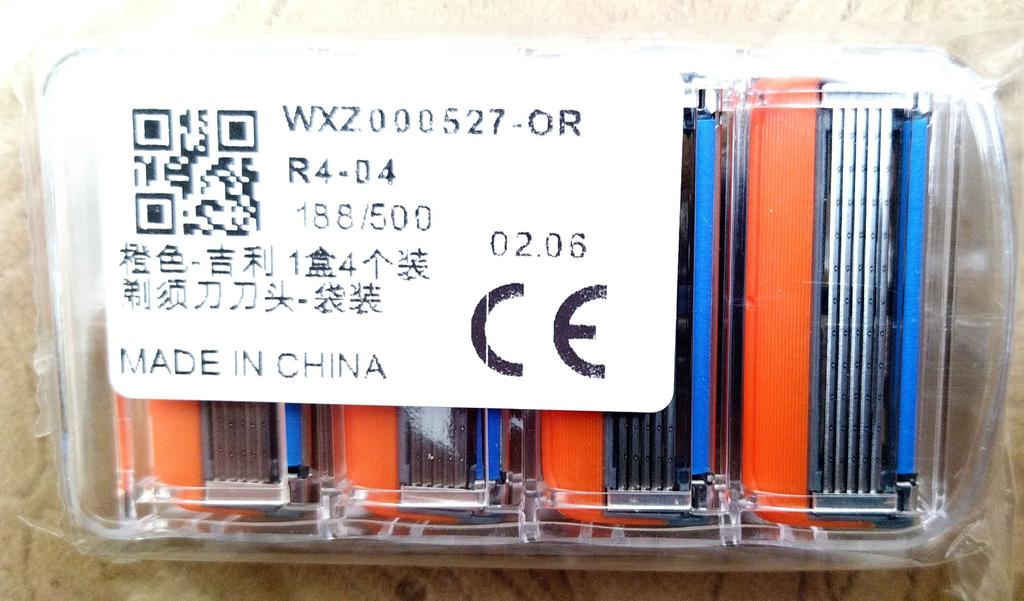 WXZ000527-OR
R4-04
188/500
02.06
橙色-吉利 1盒4个装
剃须刀刀头-袋装
CE
MADE IN CHINA